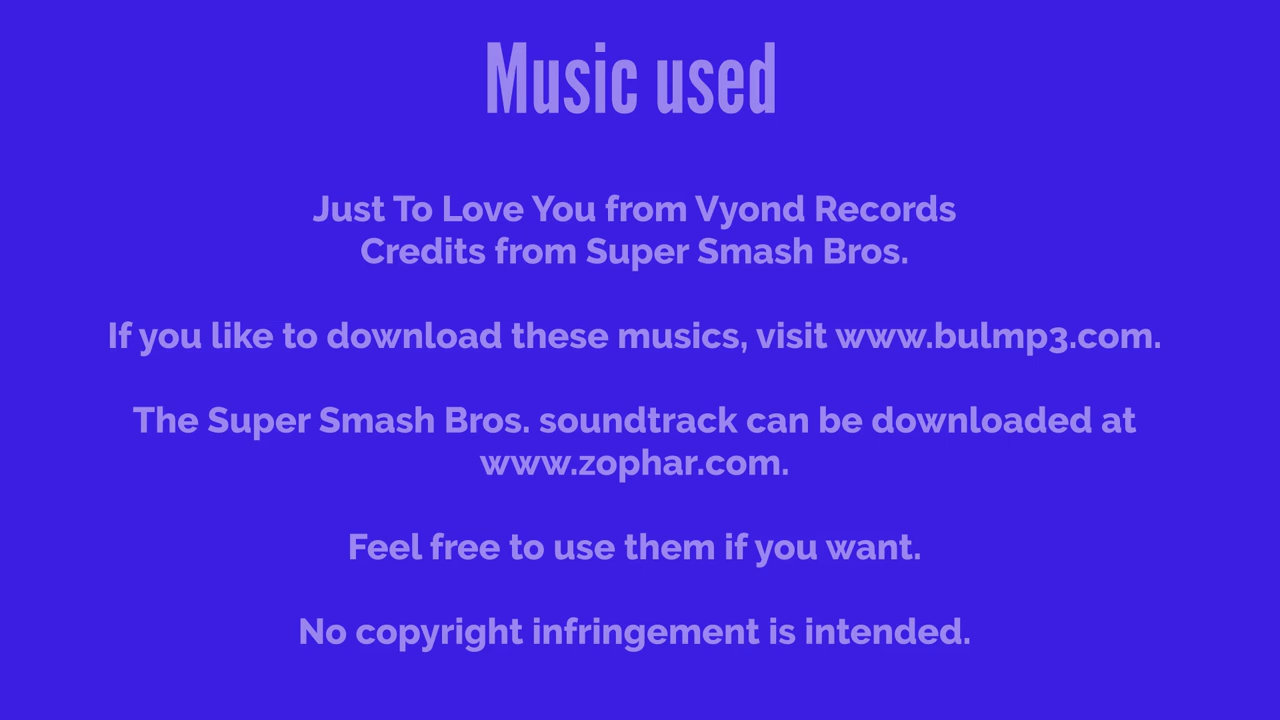 Music used
Just To Love You from Vyond Records
Credits from Super Smash Bros.
If you like to download these musics, visit www.bulmp3.com.
The Super Smash Bros. soundtrack can be downloaded at
www.zophar.com.
Feel free to use them if you want.
No copyright infringement is intended.